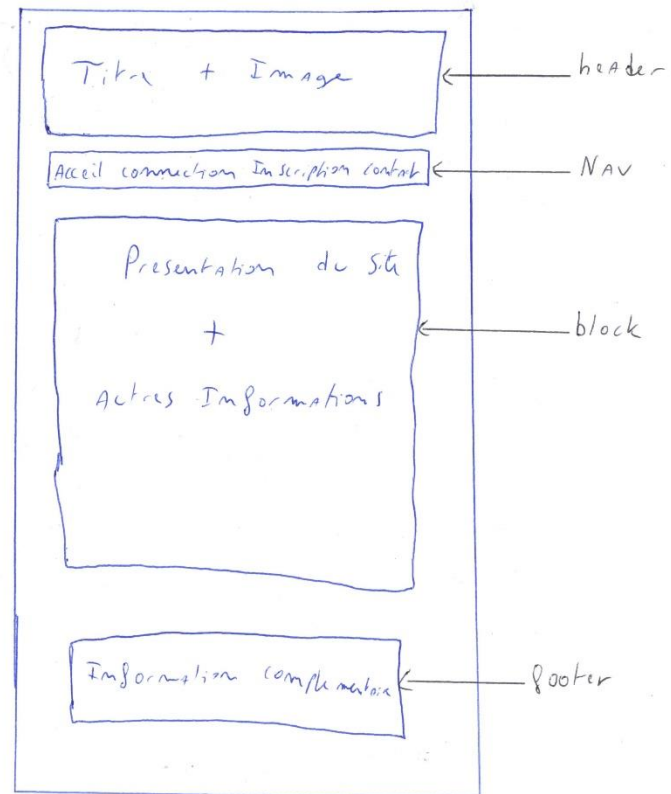 Titre + Image
header
Acceil connection Inscription contact
Nav
Presentation du site
+
block
Autres Informations
Information complementaire
footer